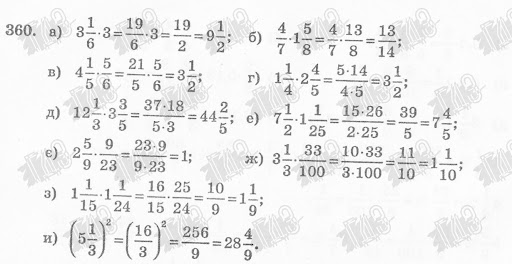 360. а) 3 1/6 · 3 = 19/6 · 3 = 19/2 = 9 1/2; б) 4/7 · 1 5/8 = 4/7 · 13/8 = 13/14;
в) 4 1/5 · 5/6 = 21/5 · 5/6 = 3 1/2; г) 1 1/4 · 2 4/5 = 5·14/4·5 = 3 1/2;
д) 12 1/3 · 3 3/5 = 37·18/5·3 = 44 2/5; е) 7 1/2 · 1 1/25 = 15·26/2·25 = 39/5 = 7 4/5;
є) 2 5/9 · 9/23 = 23·9/9·23 = 1; ж) 3 1/3 · 33/100 = 10·33/3·100 = 11/10 = 1 1/10;
з) 1 1/15 · 1 1/24 = 16/15 · 25/24 = 10/9 = 1 1/9;
и) (5 1/3)² = (16/3)² = 256/9 = 28 4/9.